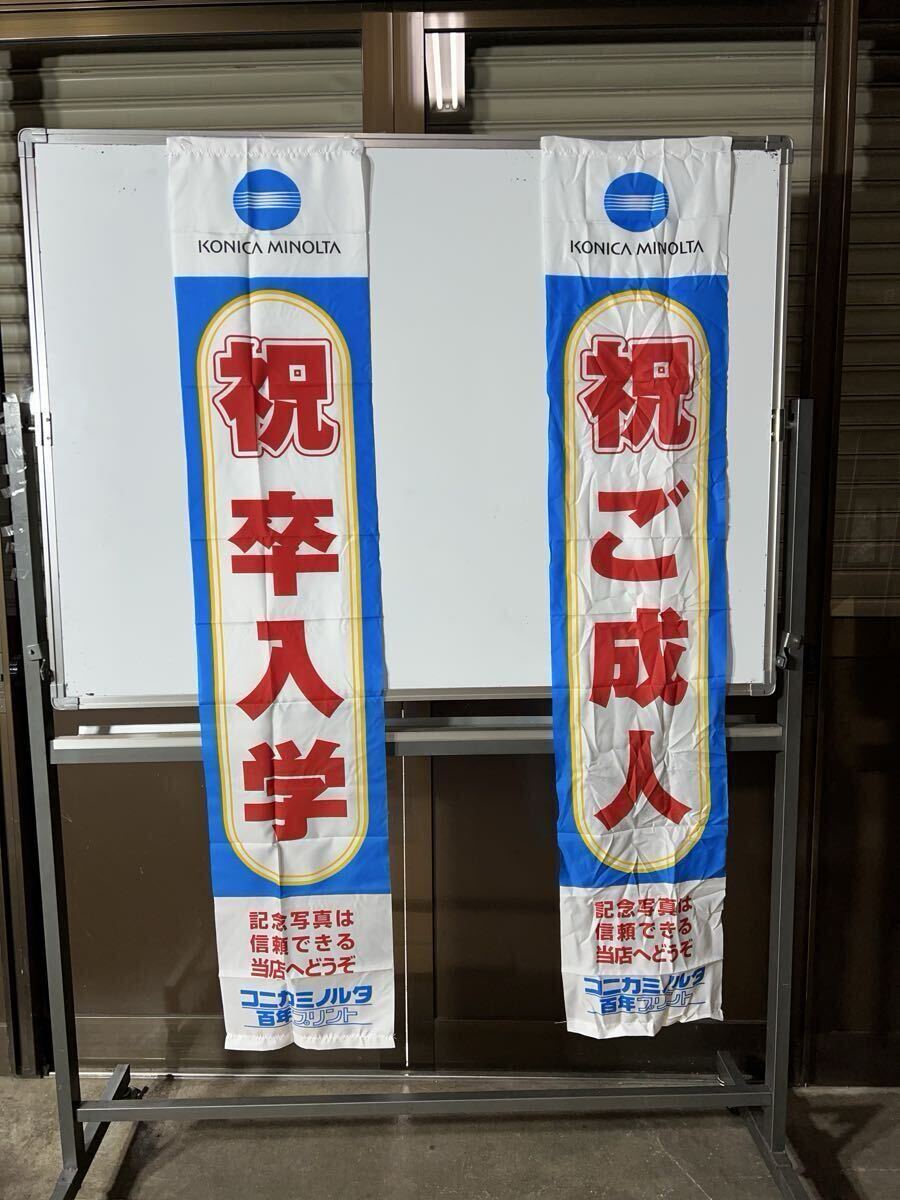 KONICA MINOLTA
祝
卒
入
学
記念写真は
信頼できる
当店へどうぞ
コニカミノルタ
百年プリント
KONICA MINOLTA
祝
ご
成
人
記念写真は
信頼できる
当店へどうぞ
コニカミノルタ
百年プリント